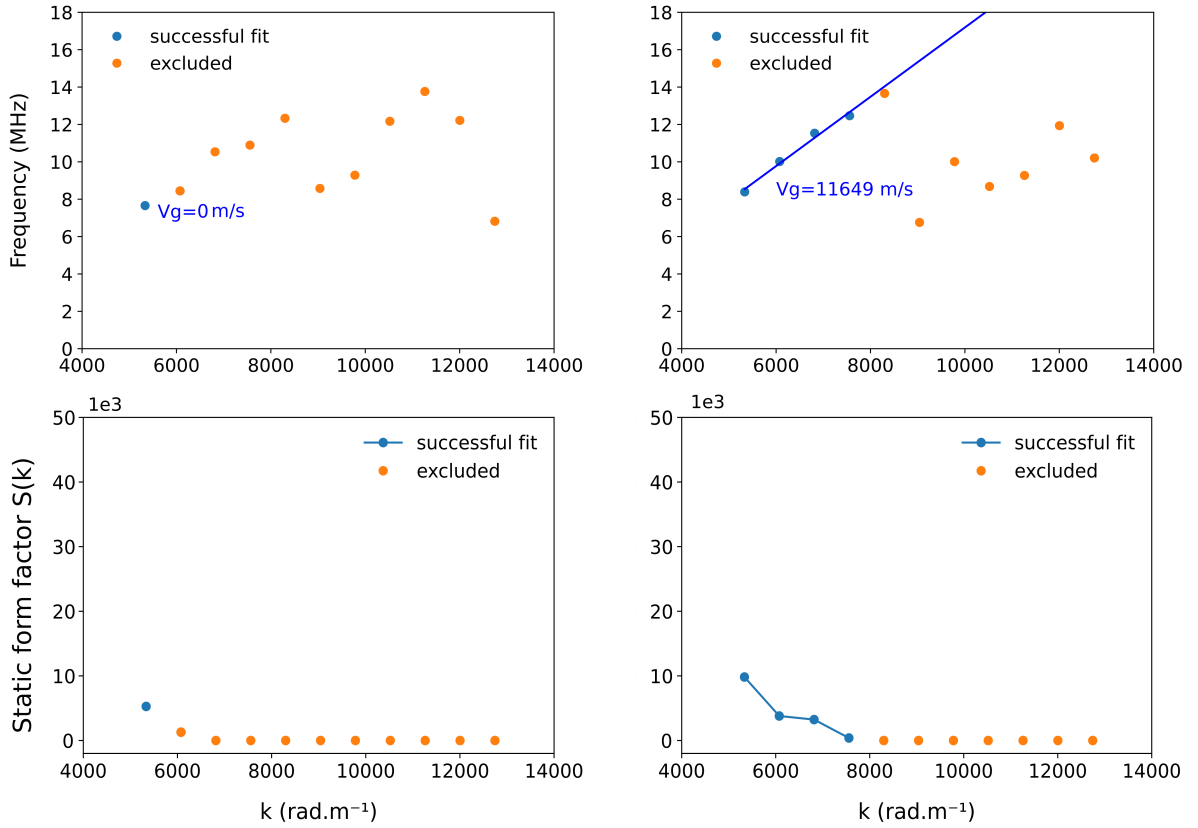 18
16
14
12
10
8
6
4
2
0
Frequency (MHz)
successful fit
excluded
Vg=0 m/s
4000 6000 8000 10000 12000 14000
18
16
14
12
10
8
6
4
2
0
successful fit
excluded
Vg=11649 m/s
4000 6000 8000 10000 12000 14000
1e3
50
40
30
20
10
0
Static form factor S(k)
successful fit
excluded
4000 6000 8000 10000 12000 14000
k (rad.m⁻¹)
1e3
50
40
30
20
10
0
successful fit
excluded
4000 6000 8000 10000 12000 14000
k (rad.m⁻¹)